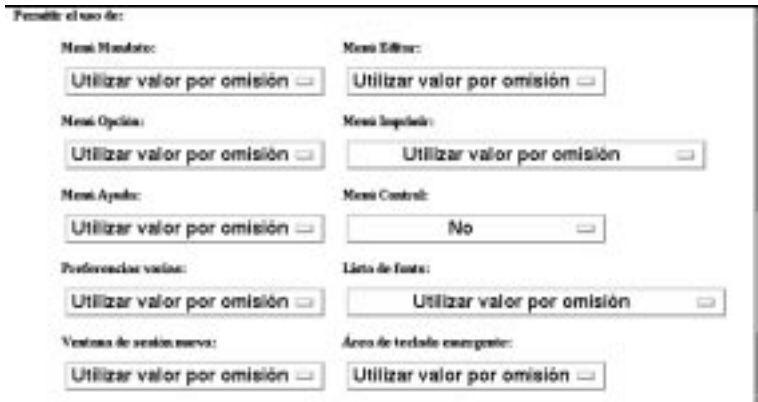 Permitir el uso de:
Menú Mandato:
Menú Editar:
Utilizar valor por omisión
Utilizar valor por omisión
Menú Opción:
Menú Imprimir:
Utilizar valor por omisión
Utilizar valor por omisión
Menú Ayuda:
Menú Control:
Utilizar valor por omisión
No
Preferencias varias:
Lista de fonts:
Utilizar valor por omisión
Utilizar valor por omisión
Ventana de sesión nueva:
Área de teclado emergente:
Utilizar valor por omisión
Utilizar valor por omisión